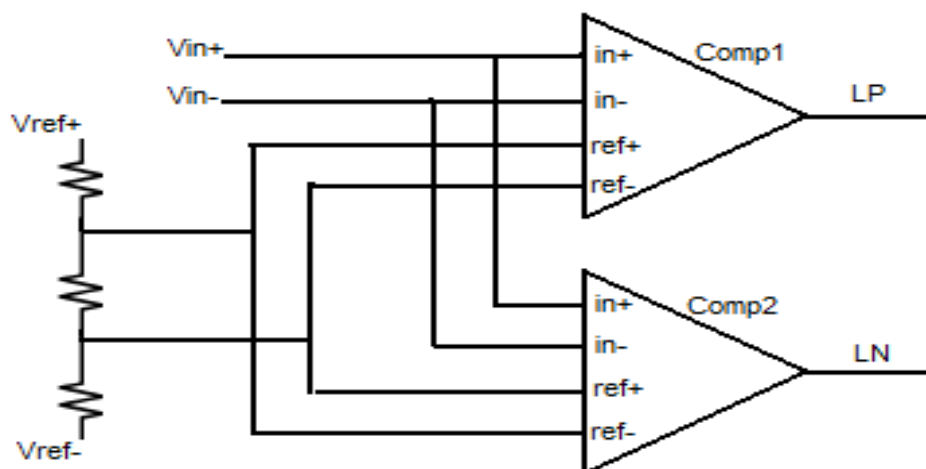 Vin+
Vin-
Vref+
Vref-
in+
in-
ref+
ref-
Comp1
LP
in+
in-
ref+
ref-
Comp2
LN